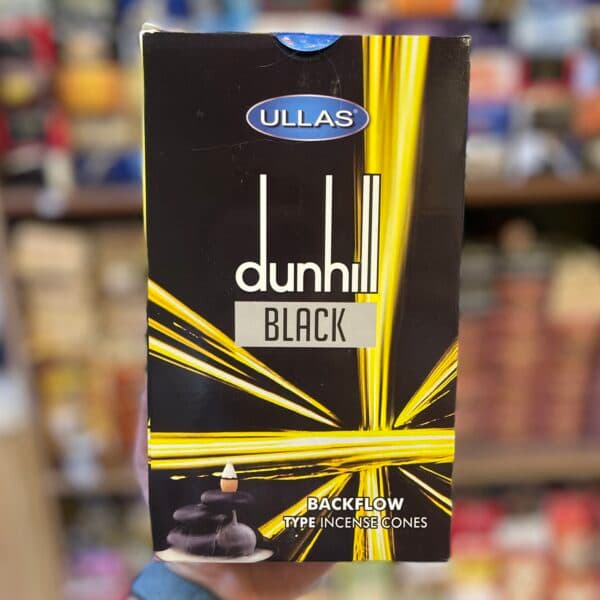 ULLAS®
dunhill
BLACK
BACKFLOW
TYPE INCENSE CONES